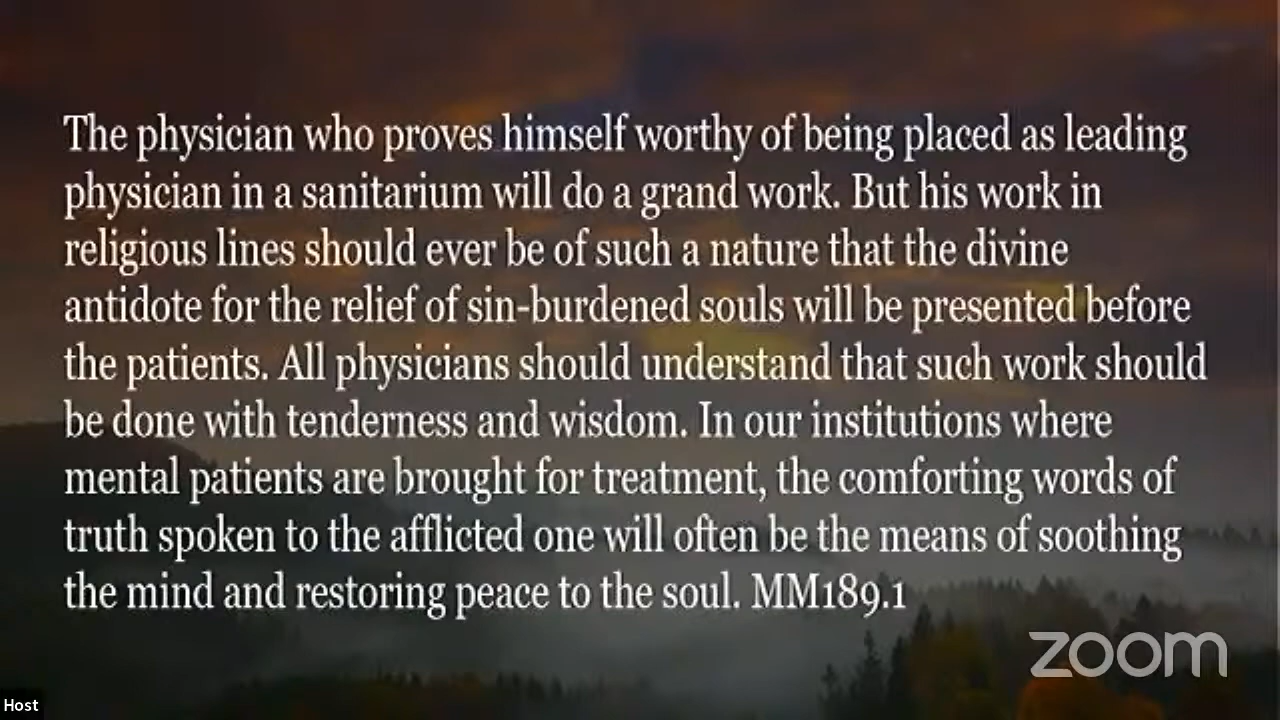 The physician who proves himself worthy of being placed as leading
physician in a sanitarium will do a grand work. But his work in
religious lines should ever be of such a nature that the divine
antidote for the relief of sin-burdened souls will be presented before
the patients. All physicians should understand that such work should
be done with tenderness and wisdom. In our institutions where
mental patients are brought for treatment, the comforting words of
truth spoken to the afflicted one will often be the means of soothing
the mind and restoring peace to the soul. MM189.1
zoom
Host